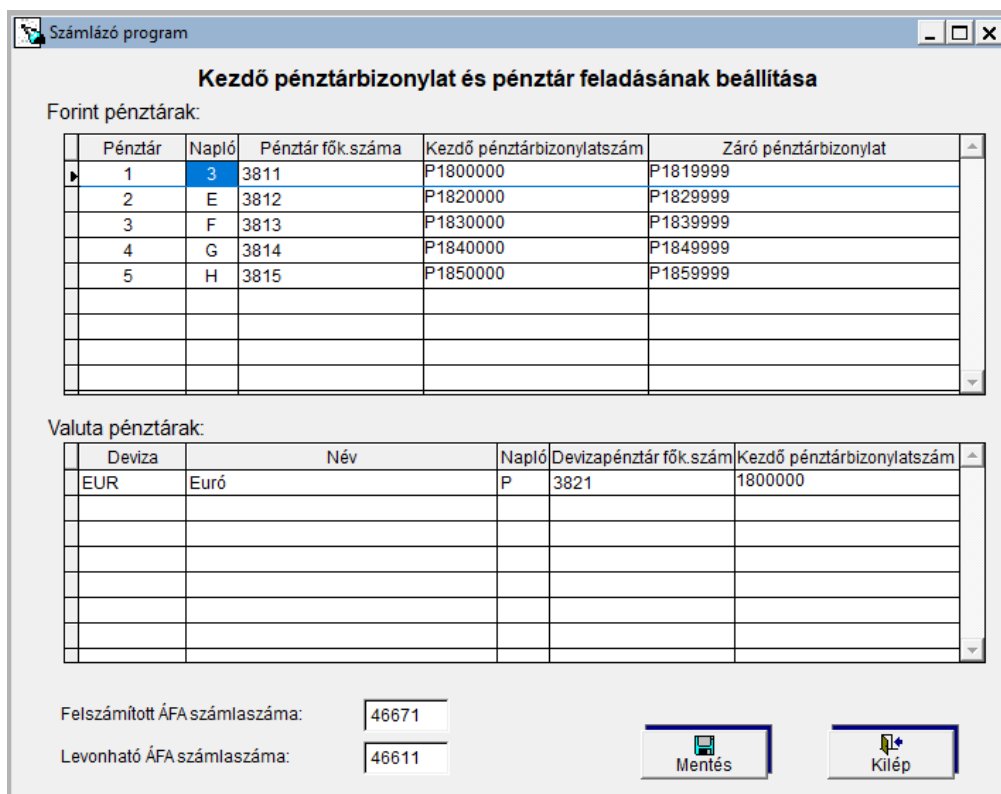 Számlázó program
Kezdő pénztárbizonylat és pénztár feladásának beállítása
Forint pénztárak:
Pénztár Napló Pénztár fők.száma Kezdő pénztárbizonylatszám Záró pénztárbizonylat
1 3 3811 P1800000 P1819999
2 E 3812 P1820000 P1829999
3 F 3813 P1830000 P1839999
4 G 3814 P1840000 P1849999
5 H 3815 P1850000 P1859999
Valuta pénztárak:
Deviza Név Napló Devizapénztár fők.szám Kezdő pénztárbizonylatszám
EUR Euró P 3821 1800000
Felszámított ÁFA számlaszáma: 46671
Levonható ÁFA számlaszáma: 46611
Mentés Kilép